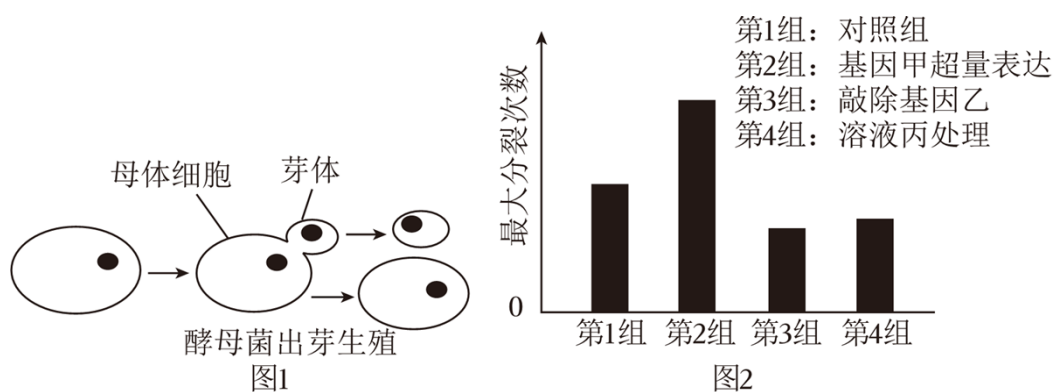 母体细胞
芽体
酵母菌出芽生殖
图1
最大分裂次数
0
第1组：对照组
第2组：基因甲超量表达
第3组：敲除基因乙
第4组：溶液丙处理
第1组 第2组 第3组 第4组
图2